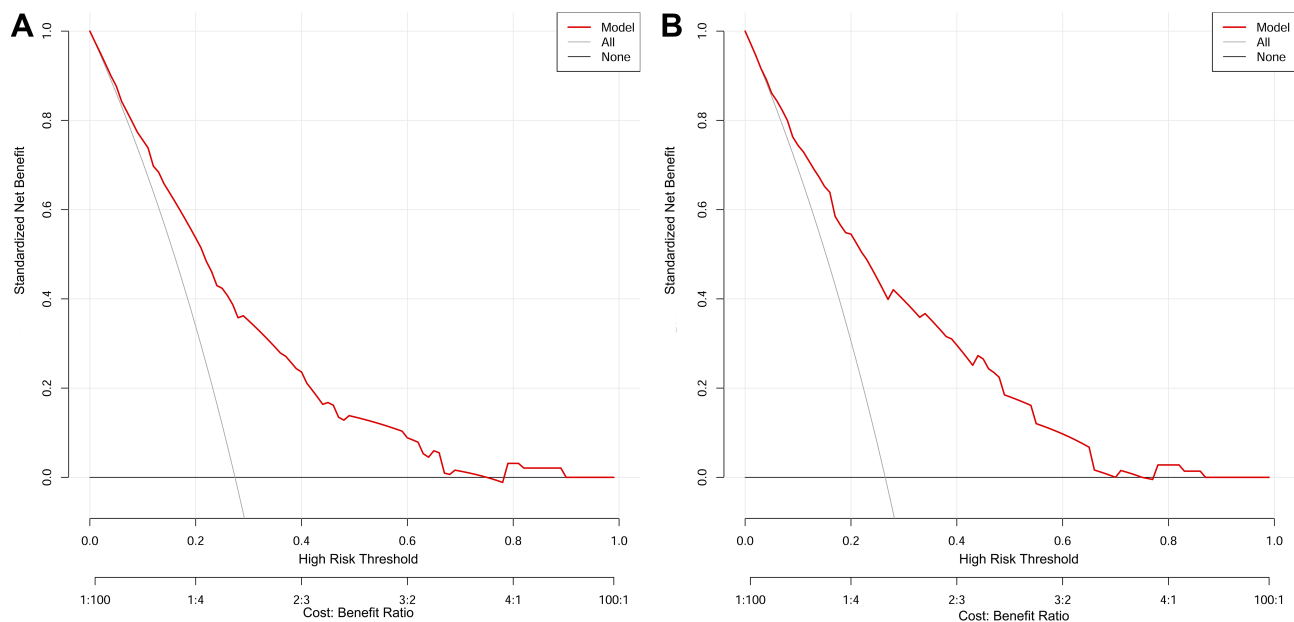 A
Model
All
None
Standardized Net Benefit
1.0
0.8
0.6
0.4
0.2
0.0
0.0 0.2 0.4 0.6 0.8 1.0
High Risk Threshold
1:100 1:4 2:3 3:2 4:1 100:1
Cost: Benefit Ratio
B
Model
All
None
Standardized Net Benefit
1.0
0.8
0.6
0.4
0.2
0.0
0.0 0.2 0.4 0.6 0.8 1.0
High Risk Threshold
1:100 1:4 2:3 3:2 4:1 100:1
Cost: Benefit Ratio